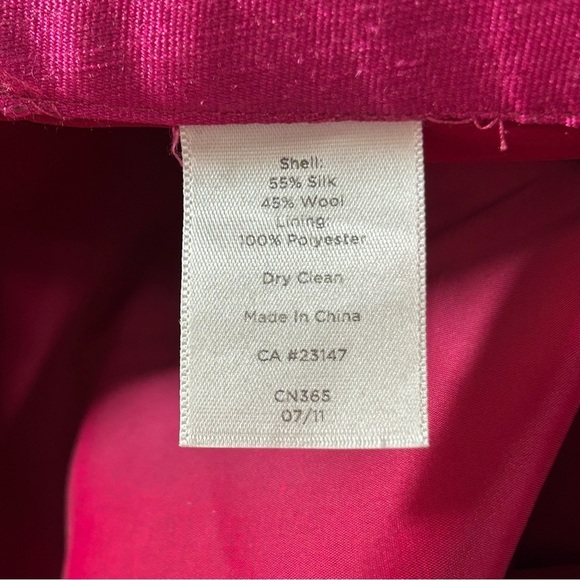 Shell:
55% Silk
45% Wool
Lining:
100% Polyester
Dry Clean
Made In China
CA #23147
CN365
07/11